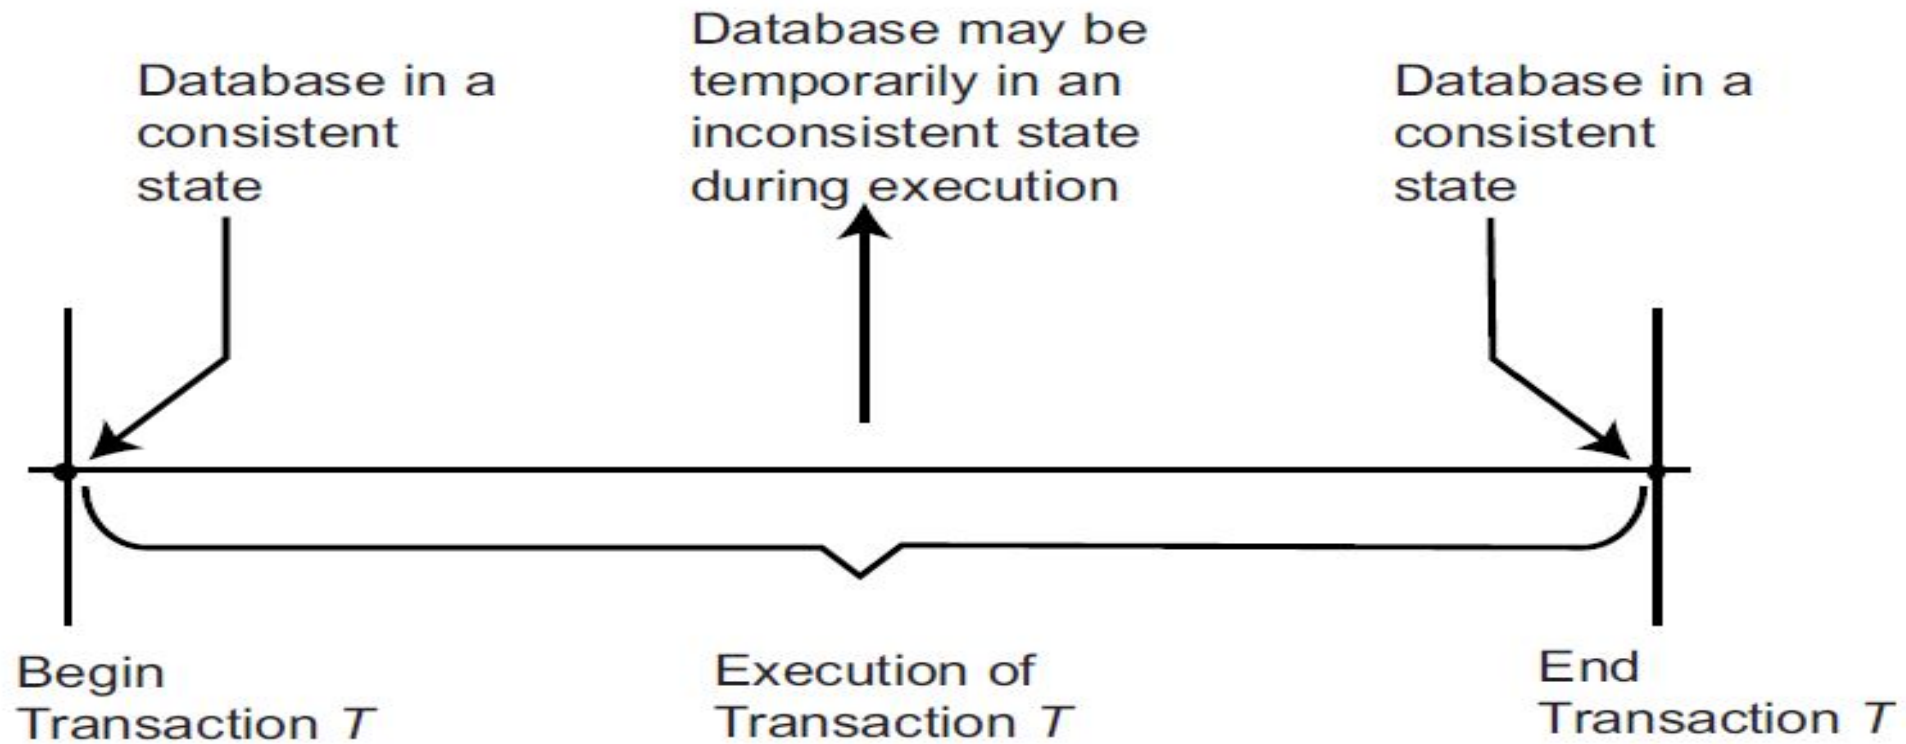 Database in a
consistent
state
Database may be
temporarily in an
inconsistent state
during execution
Database in a
consistent
state
Begin
Transaction T
Execution of
Transaction T
End
Transaction T